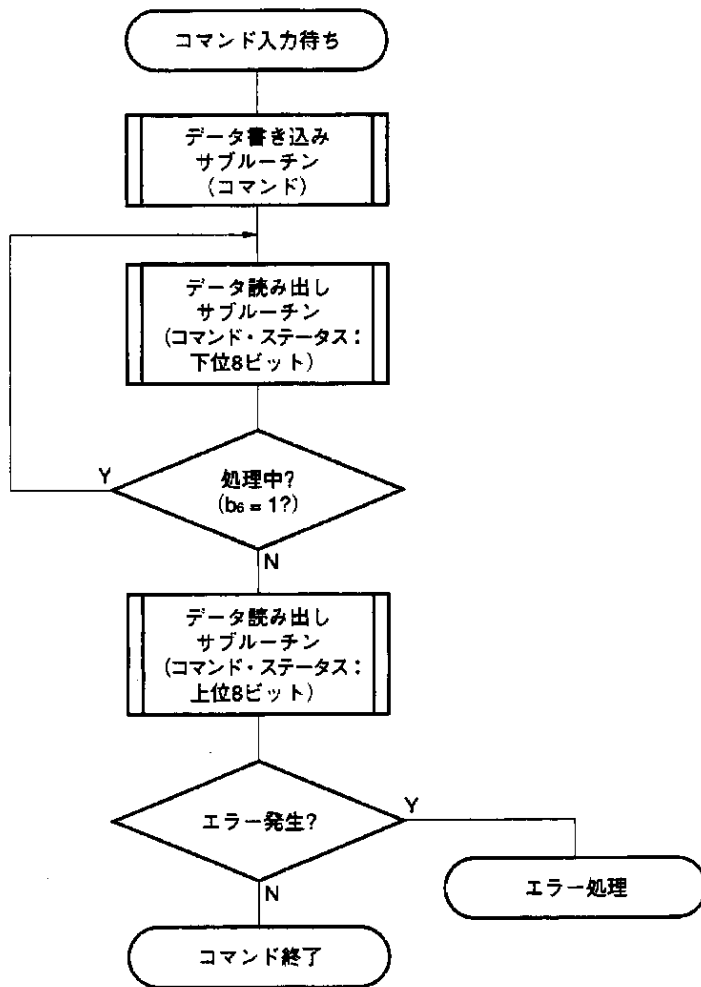 コマンド入力待ち
データ書き込み
サブルーチン
(コマンド)
データ読み出し
サブルーチン
(コマンド・ステータス:
下位8ビット)
Y
処理中?
(b6 = 1?)
N
データ読み出し
サブルーチン
(コマンド・ステータス:
上位8ビット)
エラー発生?
Y
エラー処理
N
コマンド終了